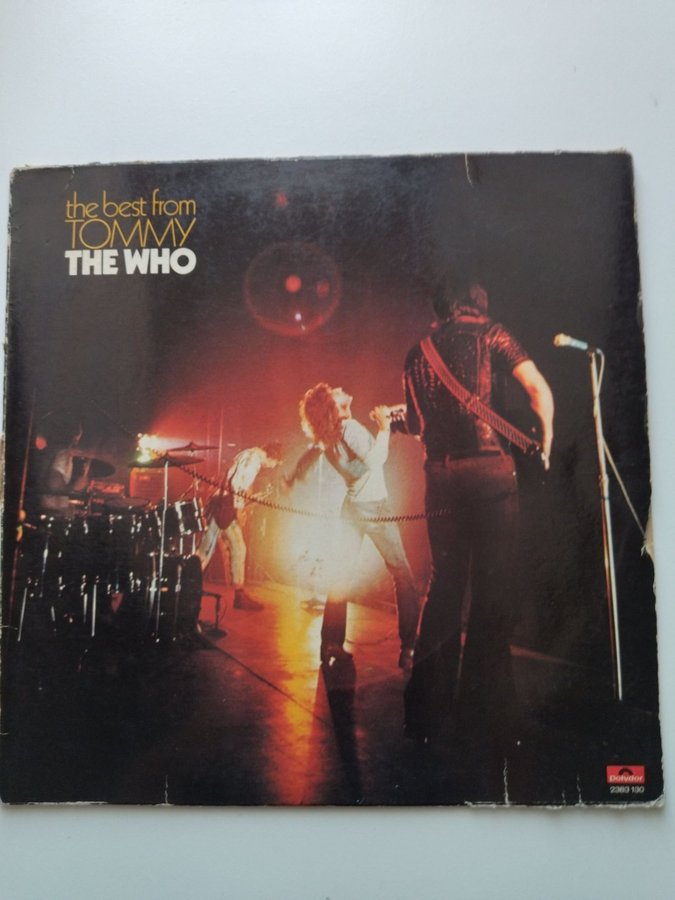 the best from
TOMMY
THE WHO
Polydor
2383 130